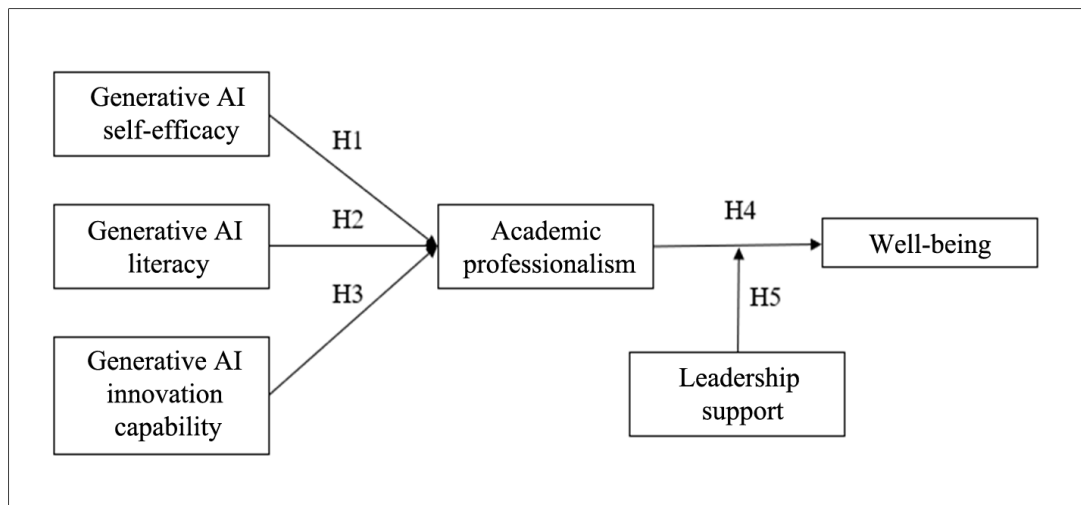 Generative AI
self-efficacy
H1
Generative AI
literacy
H2
H3
Generative AI
innovation
capability
Academic
professionalism
H4
Well-being
H5
Leadership
support